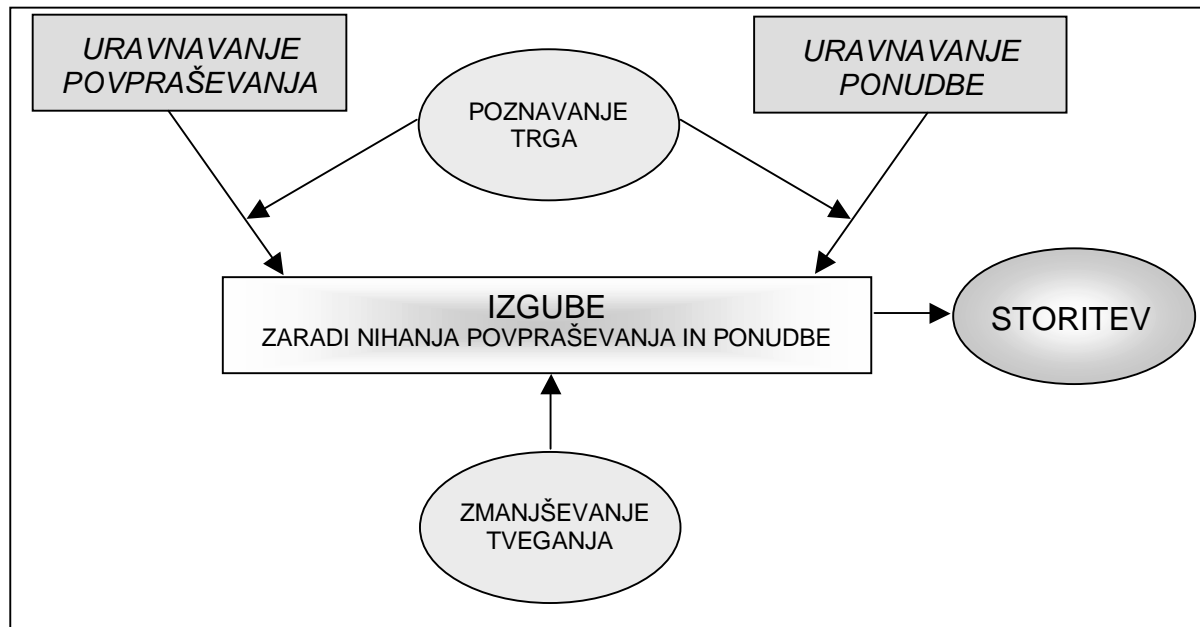 URAVNAVANJE
POVPRAŠEVANJA
POZNAVANJE
TRGA
URAVNAVANJE
PONUDBE
IZGUBE
ZARADI NIHANJA POVPRAŠEVANJA IN PONUDBE
STORITEV
ZMANJŠEVANJE
TVEGANJA